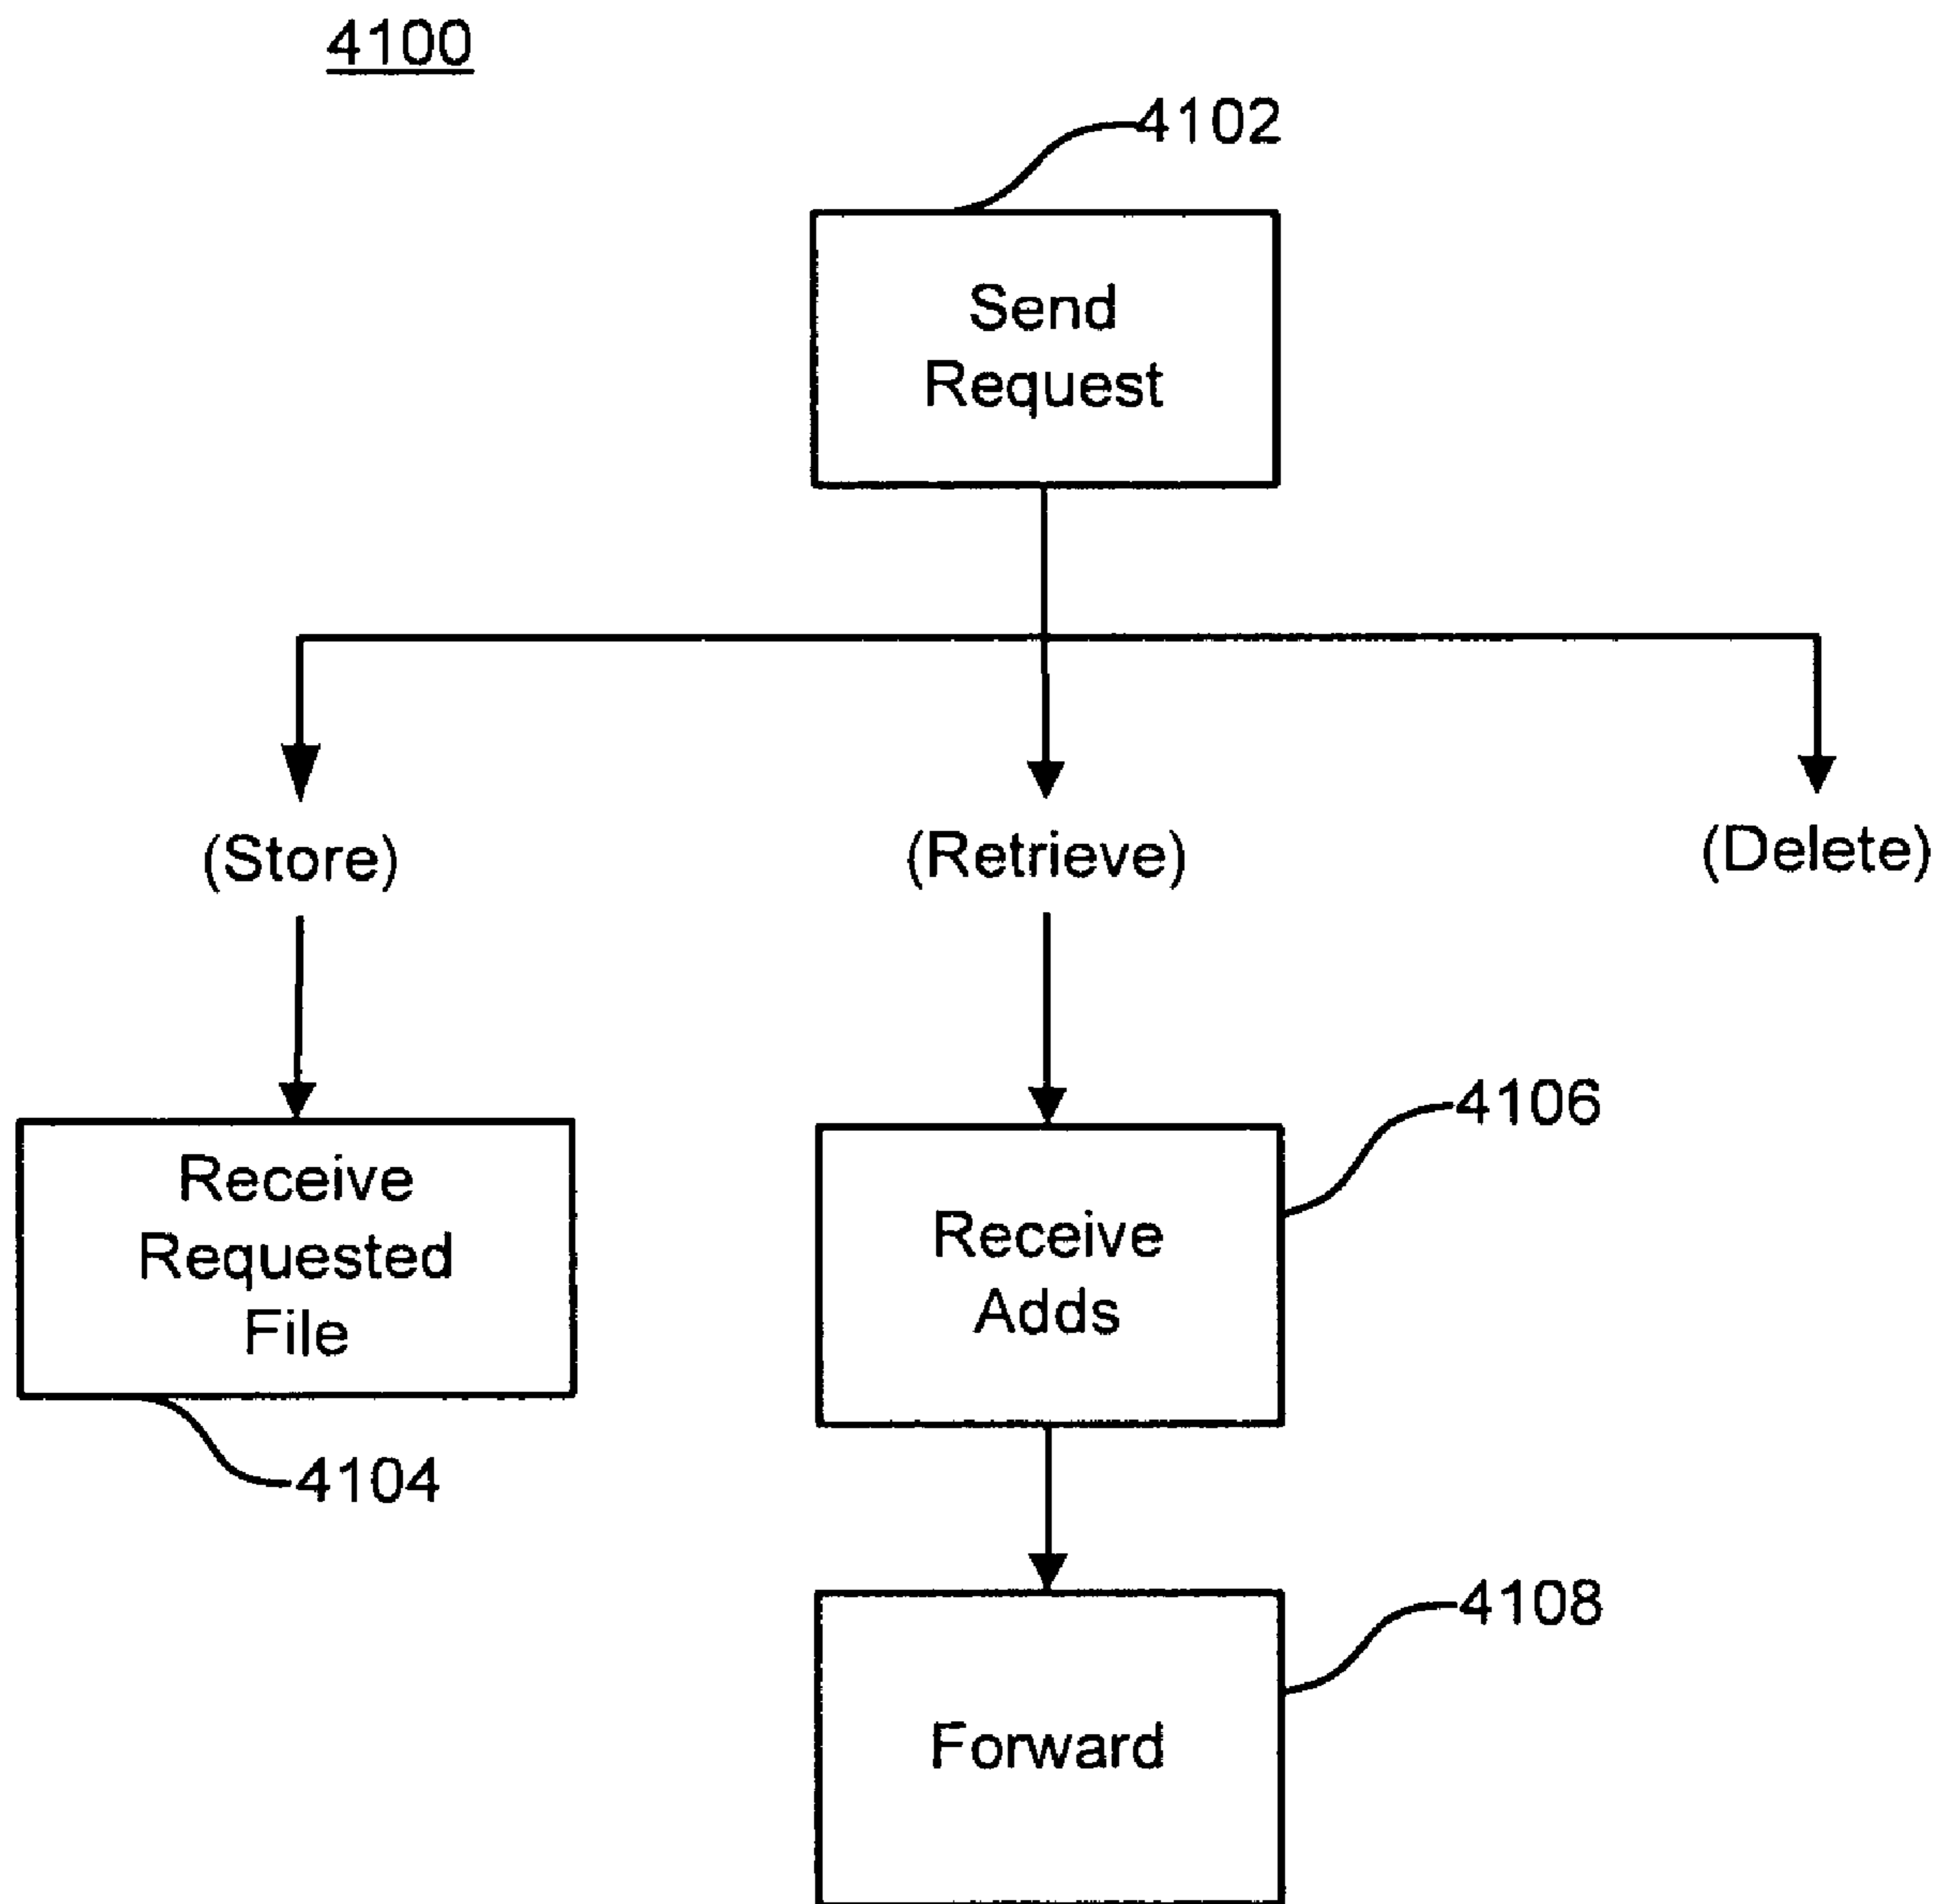 4100
4102
Send
Request
(Store)
(Retrieve)
(Delete)
Receive
Requested
File
4104
4106
Receive
Adds
4108
Forward